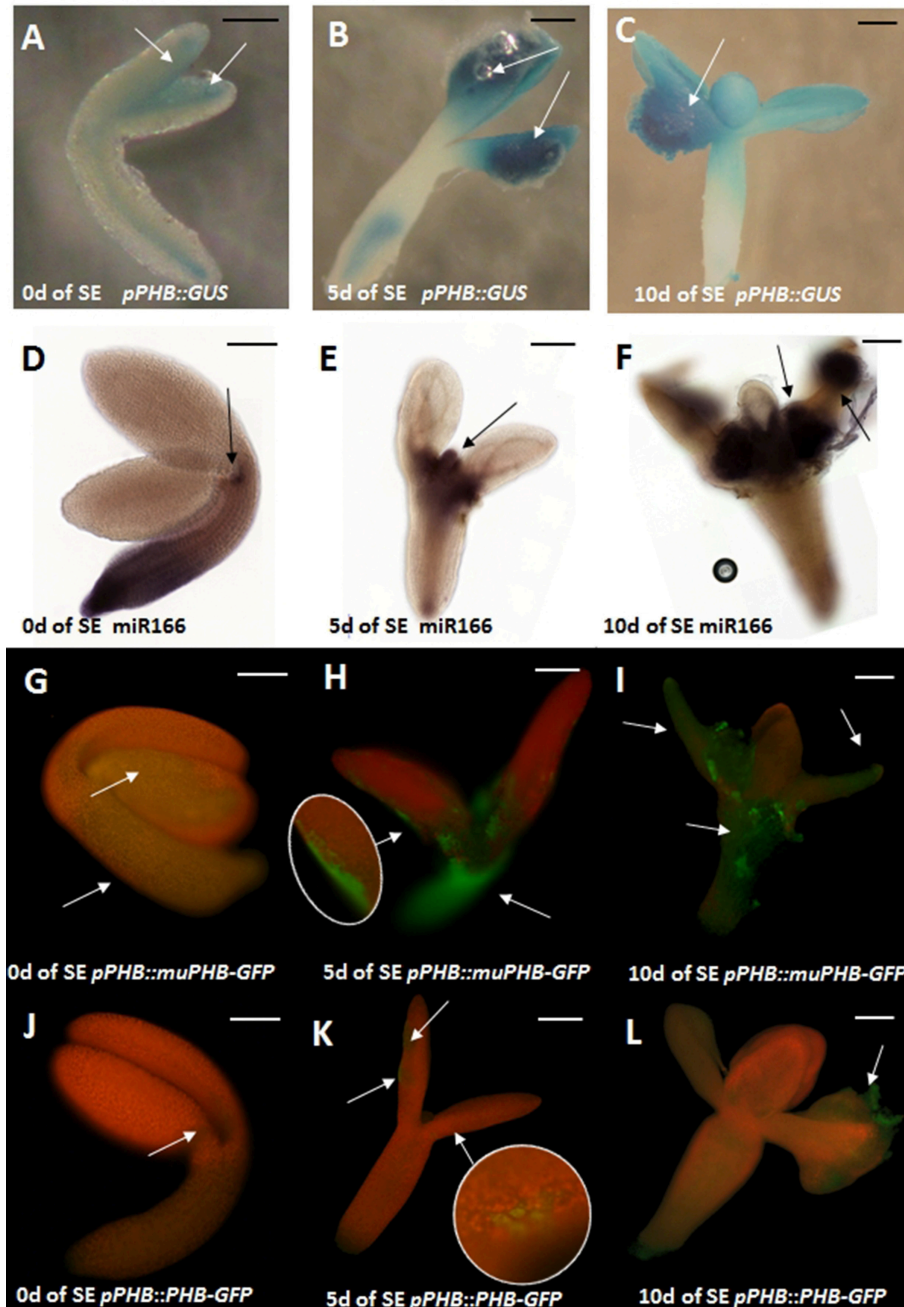 A
B
C
0d of SE pPHB::GUS
5d of SE pPHB::GUS
10d of SE pPHB::GUS
D
E
F
0d of SE miR166
5d of SE miR166
10d of SE miR166
G
H
I
0d of SE pPHB::muPHB-GFP
5d of SE pPHB::muPHB-GFP
10d of SE pPHB::muPHB-GFP
J
K
L
0d of SE pPHB::PHB-GFP
5d of SE pPHB::PHB-GFP
10d of SE pPHB::PHB-GFP